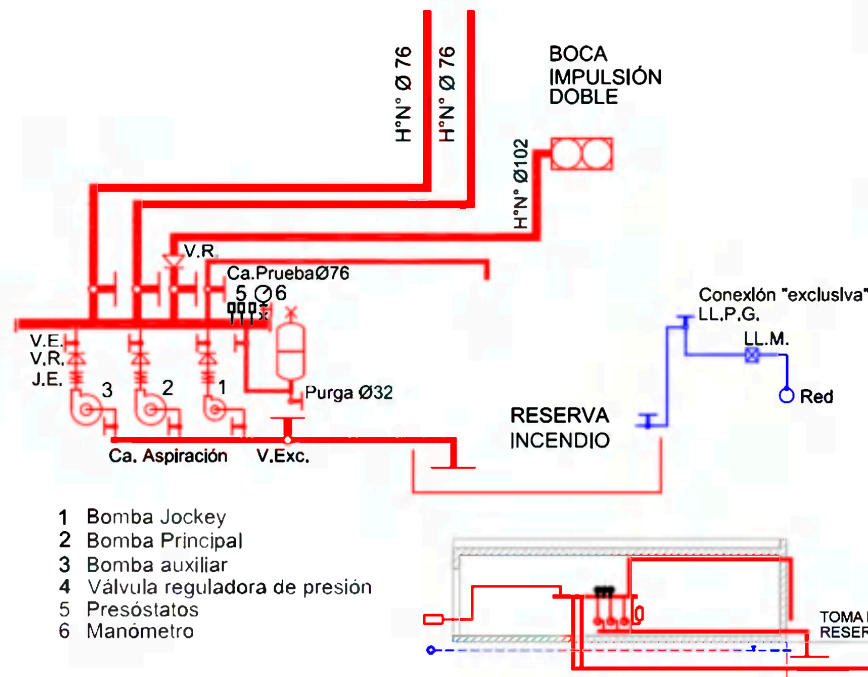 H°N° Ø 76
H°N° Ø 76
BOCA
IMPULSIÓN
DOBLE
H°N° Ø102
V.R.
Ca.PruebaØ76
5
6
Conexión "exclusiva"
LL.P.G.
LL.M.
Red
V.E.
V.R.
J.E.
3
2
1
Purga Ø32
RESERVA
INCENDIO
Ca. Aspiración
V.Exc.
1 Bomba Jockey
2 Bomba Principal
3 Bomba auxiliar
4 Válvula reguladora de presión
5 Presóstatos
6 Manómetro
TOMA
RESER